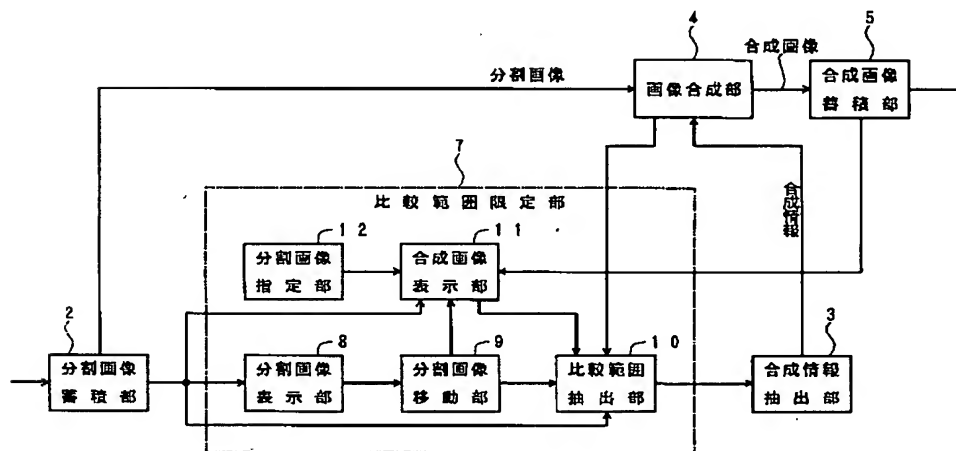 4
合成画像
5
分割画像
画像合成部
合成画像
蓄積部
7
比較範囲限定部
合成情報
12
11
分割画像
指定部
合成画像
表示部
2
8
9
10
3
分割画像
蓄積部
分割画像
表示部
分割画像
移動部
比較範囲
抽出部
合成情報
抽出部